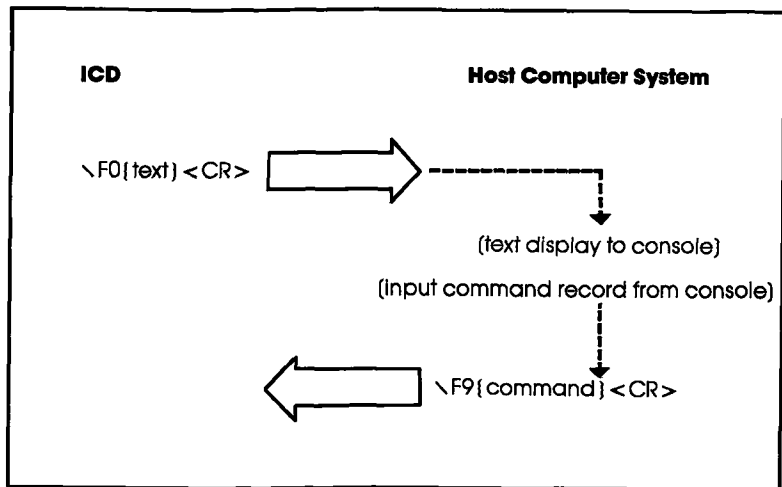 ICD
Host Computer System
\F0{text}<CR>
(text display to console)
(input command record from console)
\F9{command}<CR>